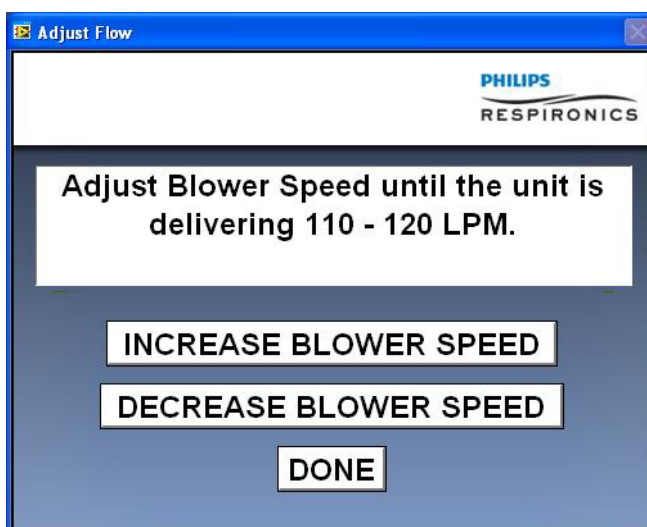 Adjust Flow
PHILIPS
RESPIRONICS
Adjust Blower Speed until the unit is
delivering 110 - 120 LPM.
INCREASE BLOWER SPEED
DECREASE BLOWER SPEED
DONE